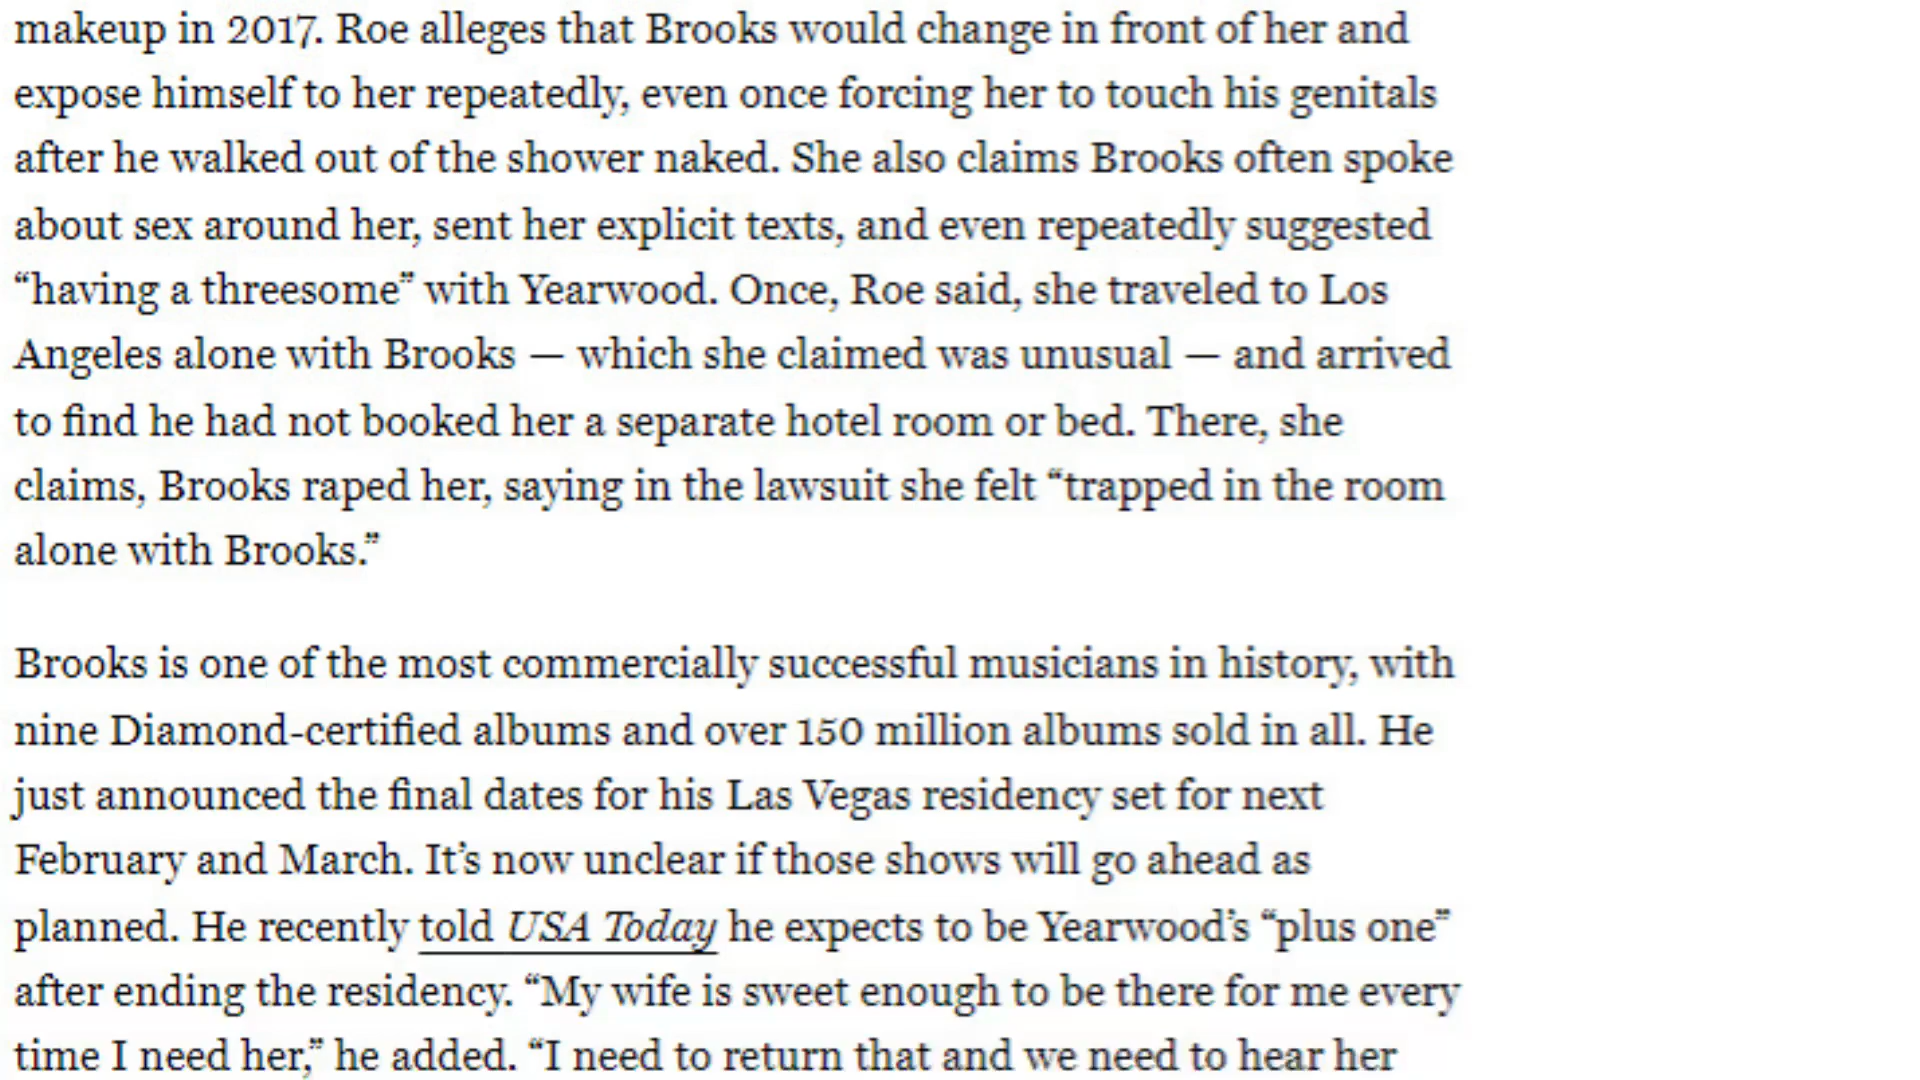 makeup in 2017. Roe alleges that Brooks would change in front of her and
expose himself to her repeatedly, even once forcing her to touch his genitals
after he walked out of the shower naked. She also claims Brooks often spoke
about sex around her, sent her explicit texts, and even repeatedly suggested
“having a threesome” with Yearwood. Once, Roe said, she traveled to Los
Angeles alone with Brooks — which she claimed was unusual — and arrived
to find he had not booked her a separate hotel room or bed. There, she
claims, Brooks raped her, saying in the lawsuit she felt “trapped in the room
alone with Brooks.”
Brooks is one of the most commercially successful musicians in history, with
nine Diamond-certified albums and over 150 million albums sold in all. He
just announced the final dates for his Las Vegas residency set for next
February and March. It’s now unclear if those shows will go ahead as
planned. He recently told USA Today he expects to be Yearwood’s “plus one”
after ending the residency. “My wife is sweet enough to be there for me every
time I need her,” he added. “I need to return that and we need to hear her